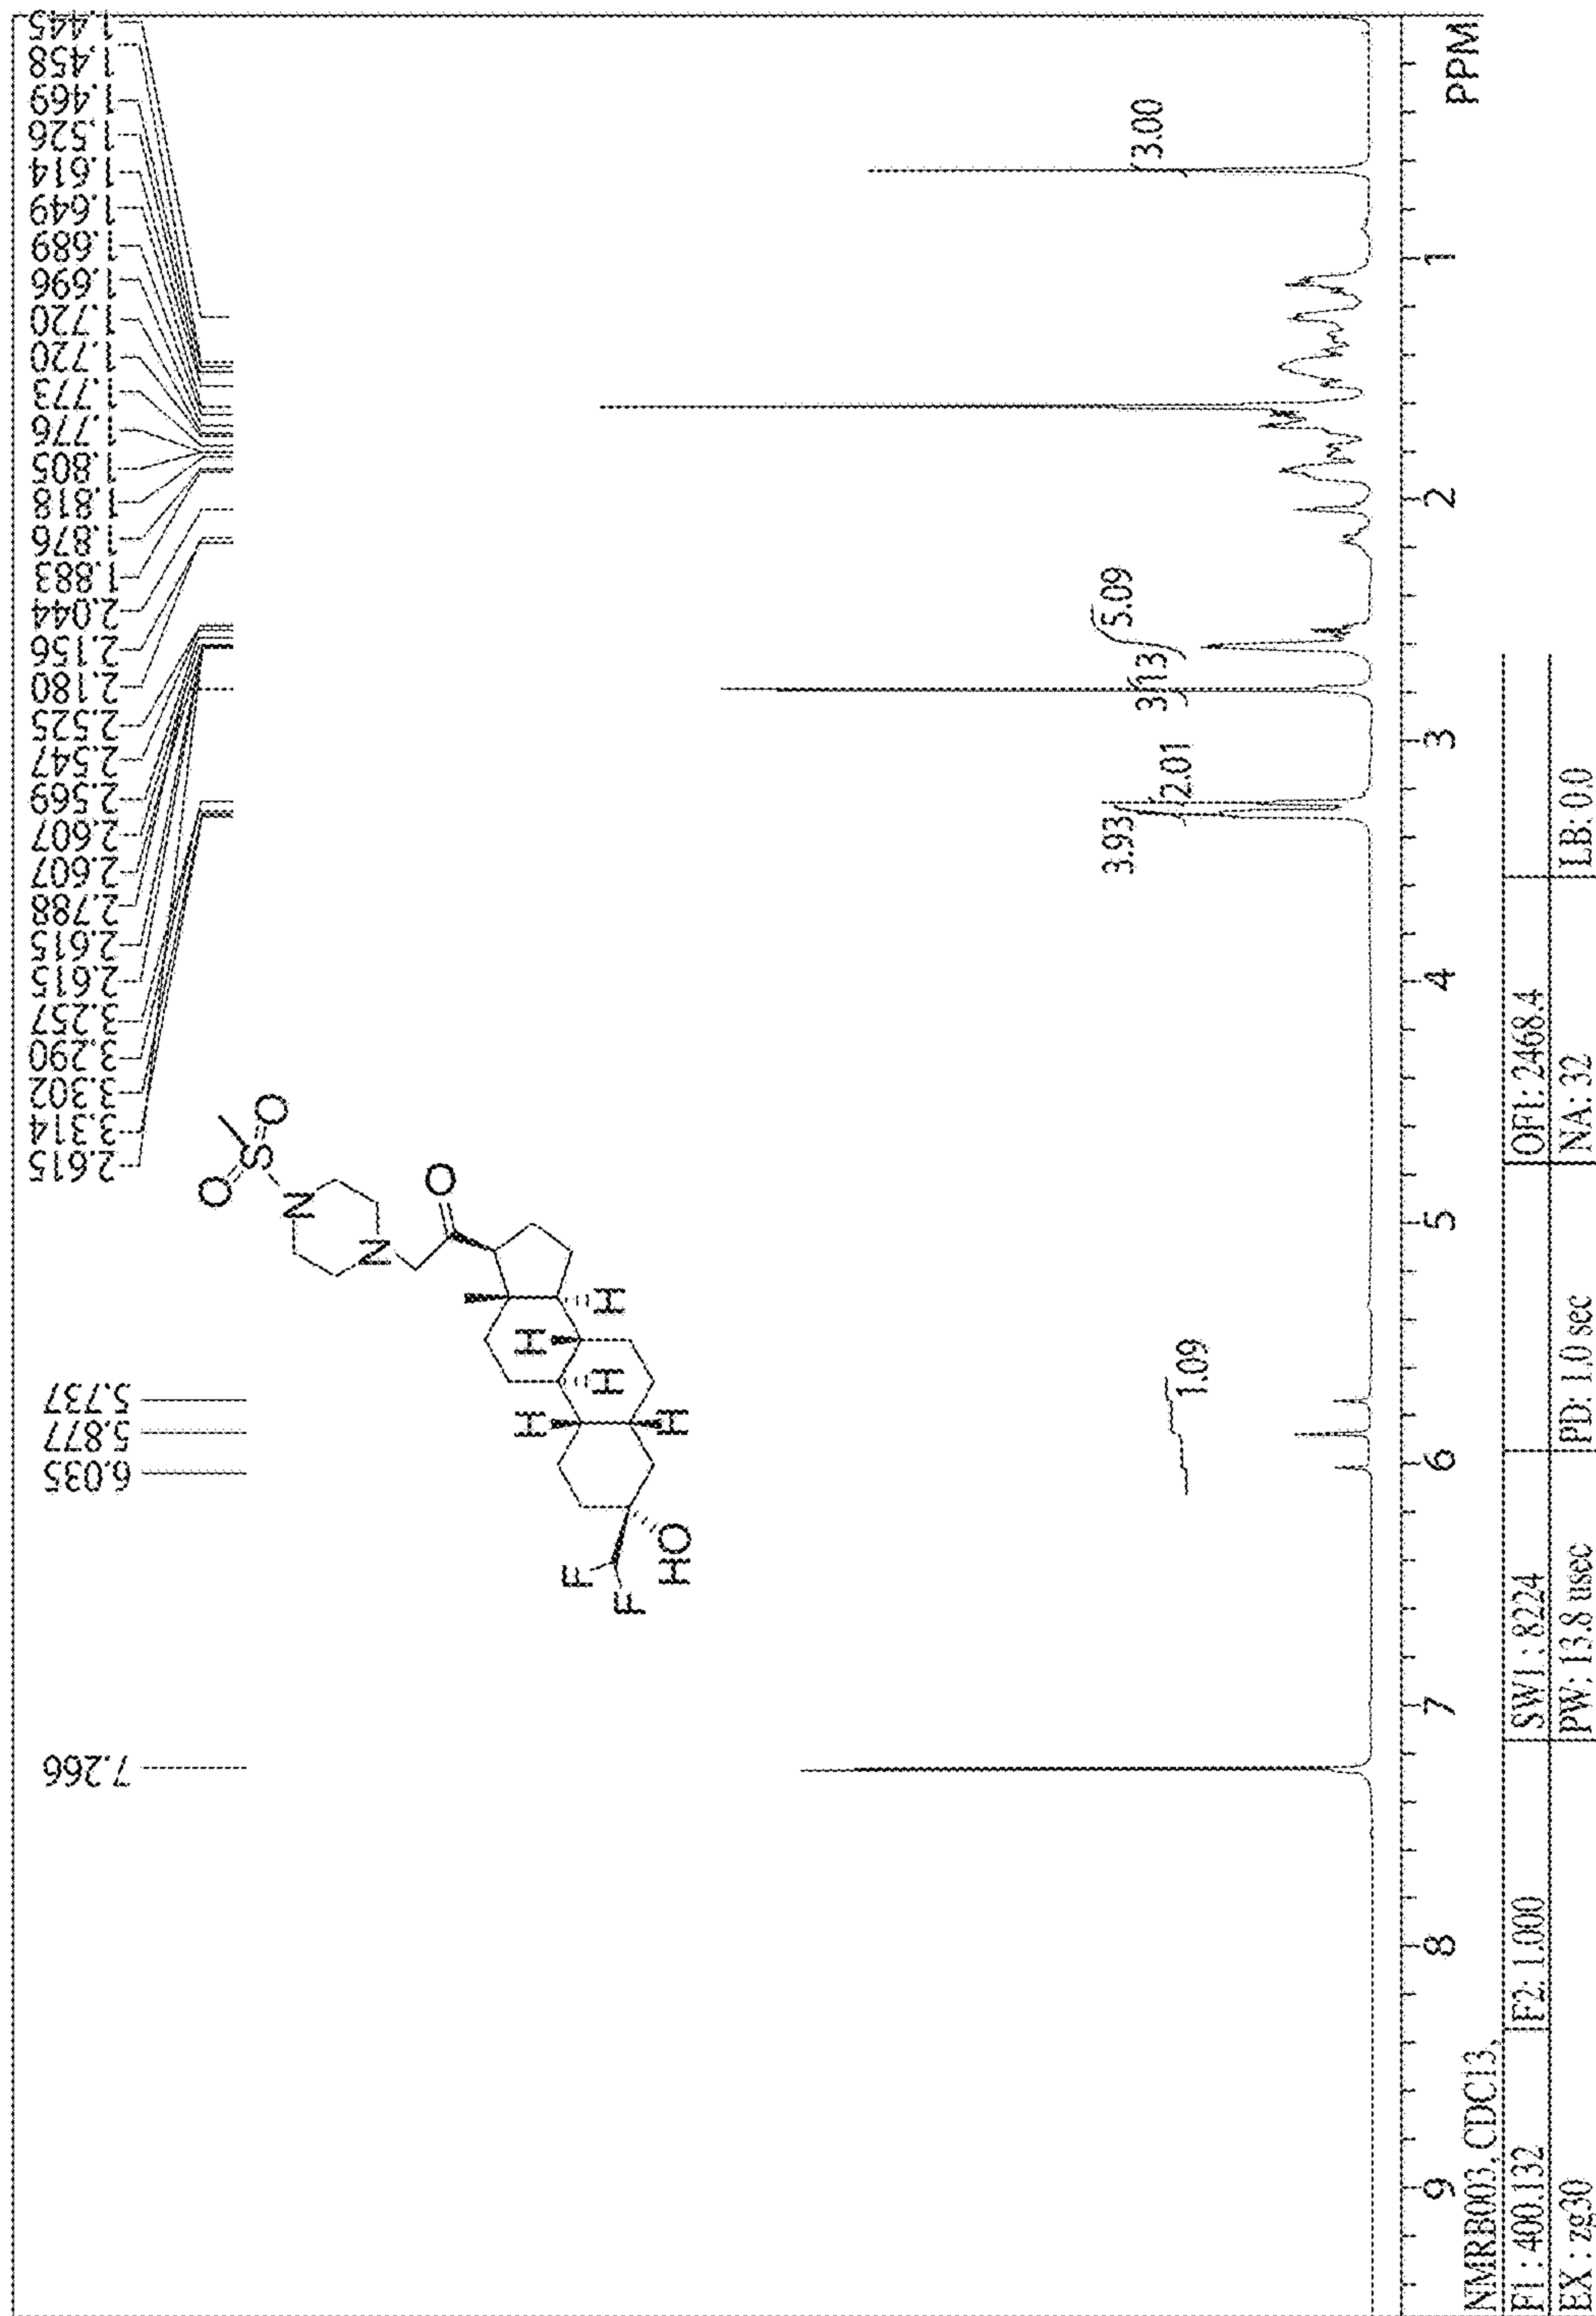 7.266
6.035
5.877
5.737
2.615
3.314
3.302
3.290
3.257
2.615
2.615
2.788
2.607
2.607
2.569
2.547
2.525
2.180
2.156
2.044
1.883
1.876
1.818
1.805
1.776
1.773
1.720
1.720
1.696
1.689
1.649
1.614
1.526
1.469
1.458
1.445
O
S
O
N
N
O
H
H
H
H
H
F
F
HO
1.09
3.93
2.01
3.13
5.09
3.00
9 8 7 6 5 4 3 2 1 PPM
NMRB003, CDCl3,
F1: 400.132 F2: 1.000 SW1: 8224 OF1: 2468.4
EX: zg30 PW: 13.8 usec PD: 1.0 sec NA: 32 LB: 0.0